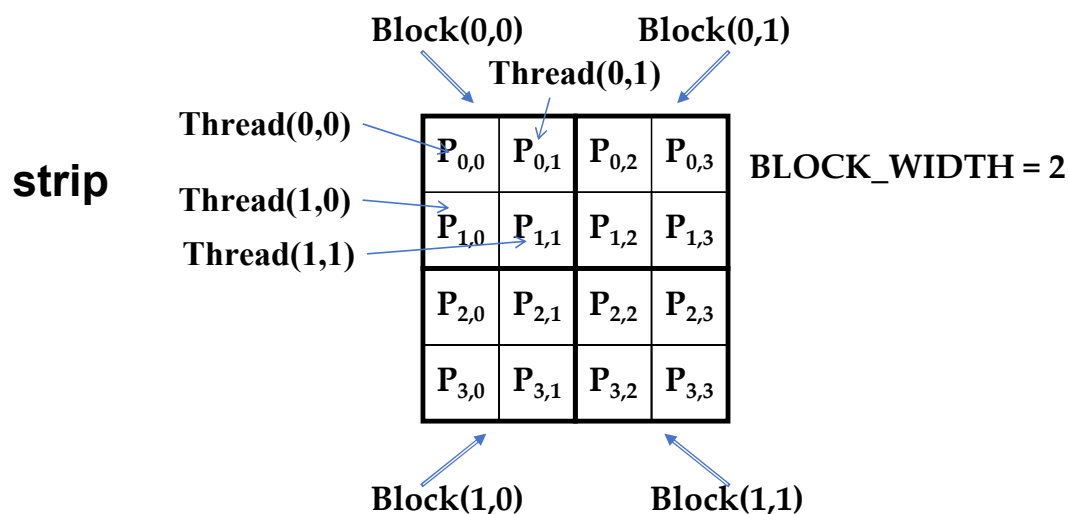 Block(0,0) Block(0,1)
Thread(0,1)
Thread(0,0)
P0,0 P0,1 P0,2 P0,3
BLOCK_WIDTH = 2
strip
Thread(1,0)
P1,0 P1,1 P1,2 P1,3
Thread(1,1)
P2,0 P2,1 P2,2 P2,3
P3,0 P3,1 P3,2 P3,3
Block(1,0) Block(1,1)